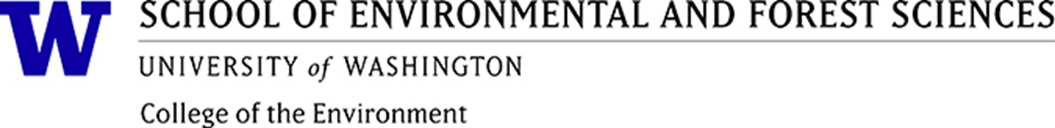 W SCHOOL OF ENVIRONMENTAL AND FOREST SCIENCES
UNIVERSITY of WASHINGTON
College of the Environment